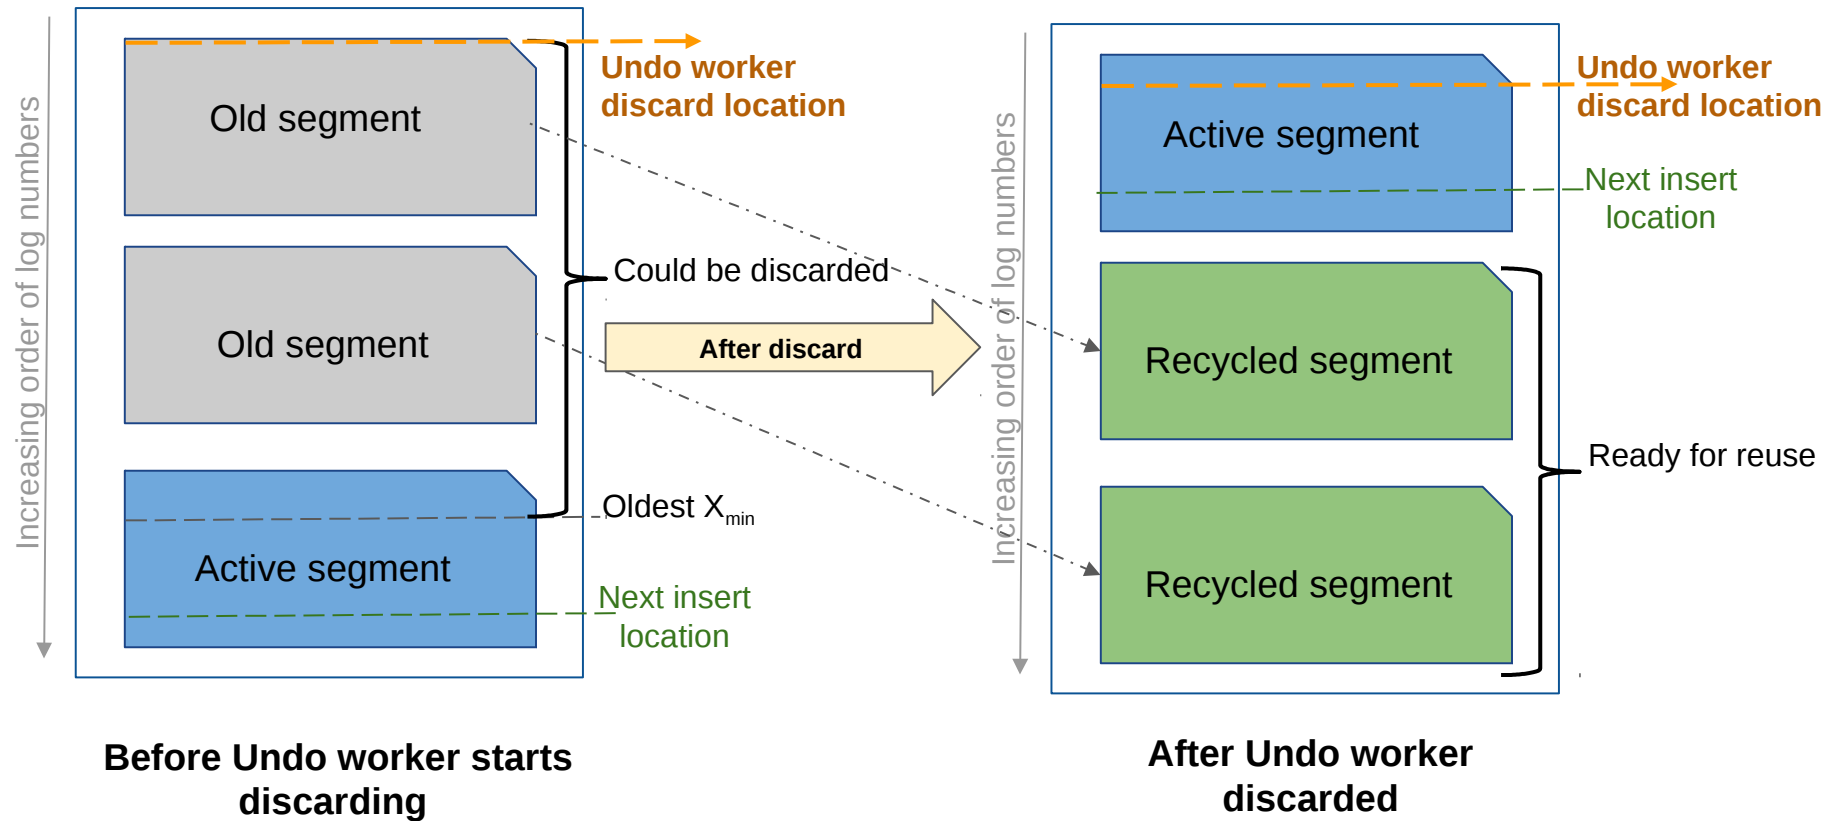 Increasing order of log numbers
Old segment
Undo worker
discard location
Old segment
Could be discarded
After discard
Active segment
Oldest Xmin
Next insert
location
Before Undo worker starts
discarding
Increasing order of log numbers
Active segment
Undo worker
discard location
Next insert
location
Recycled segment
Ready for reuse
Recycled segment
After Undo worker
discarded